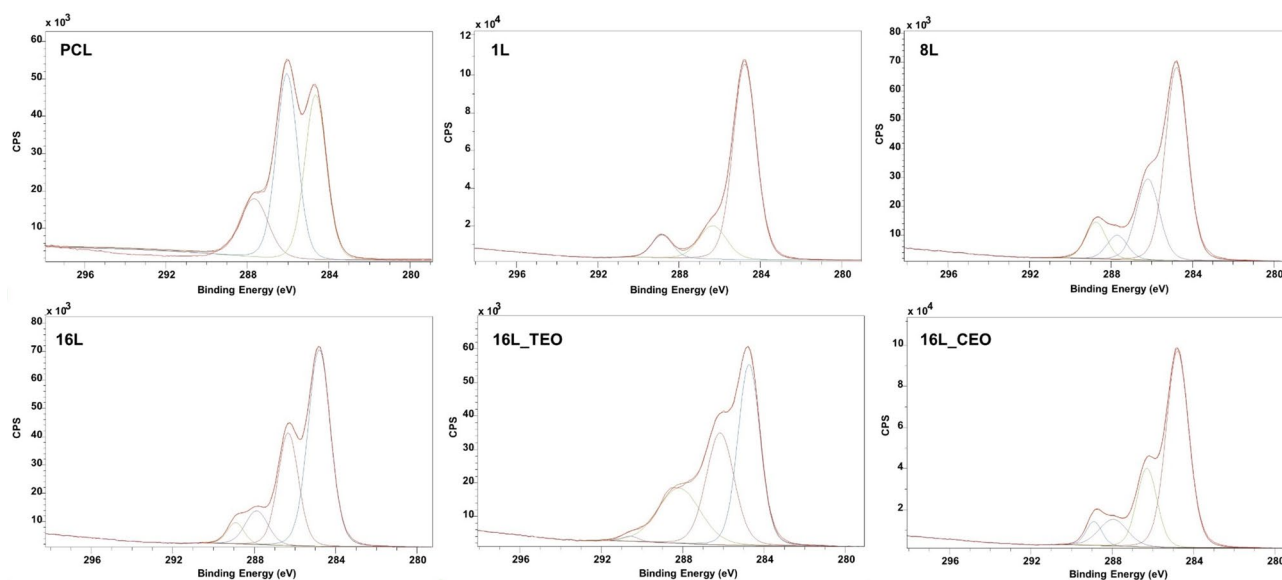 x 10³
60
PCL
50
40
30
20
10
CPS
296 292 288 284 280
Binding Energy (eV)
x 10⁴
12
1L
10
8
6
4
2
CPS
296 292 288 284 280
Binding Energy (eV)
x 10³
80
8L
70
60
50
40
30
20
10
CPS
296 292 288 284 280
Binding Energy (eV)
x 10³
80
16L
70
60
50
40
30
20
10
CPS
296 292 288 284 280
Binding Energy (eV)
x 10³
16L_TEO
60
50
40
30
20
10
CPS
296 292 288 284 280
Binding Energy (eV)
x 10⁴
16L_CEO
10
8
6
4
2
CPS
296 292 288 284 280
Binding Energy (eV)